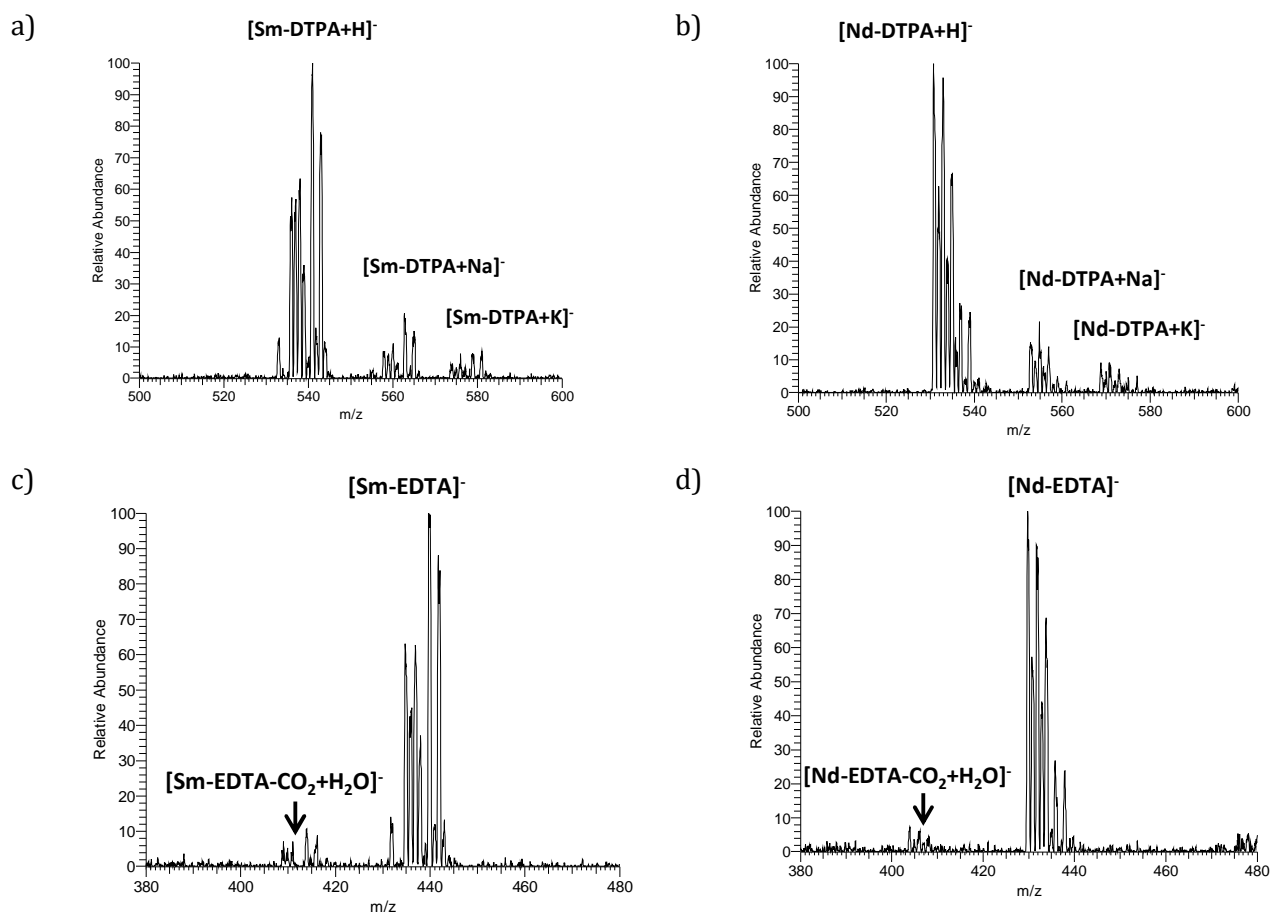 a)
[Sm-DTPA+H]⁻
Relative Abundance
100
90
80
70
60
50
40
30
20
10
0
[Sm-DTPA+Na]⁻
[Sm-DTPA+K]⁻
500 520 540 560 580 600
m/z
b)
[Nd-DTPA+H]⁻
Relative Abundance
100
90
80
70
60
50
40
30
20
10
0
[Nd-DTPA+Na]⁻
[Nd-DTPA+K]⁻
500 520 540 560 580 600
m/z
c)
[Sm-EDTA]⁻
Relative Abundance
100
90
80
70
60
50
40
30
20
10
0
[Sm-EDTA-CO₂+H₂O]⁻
380 400 420 440 460 480
m/z
d)
[Nd-EDTA]⁻
Relative Abundance
100
90
80
70
60
50
40
30
20
10
0
[Nd-EDTA-CO₂+H₂O]⁻
380 400 420 440 460 480
m/z